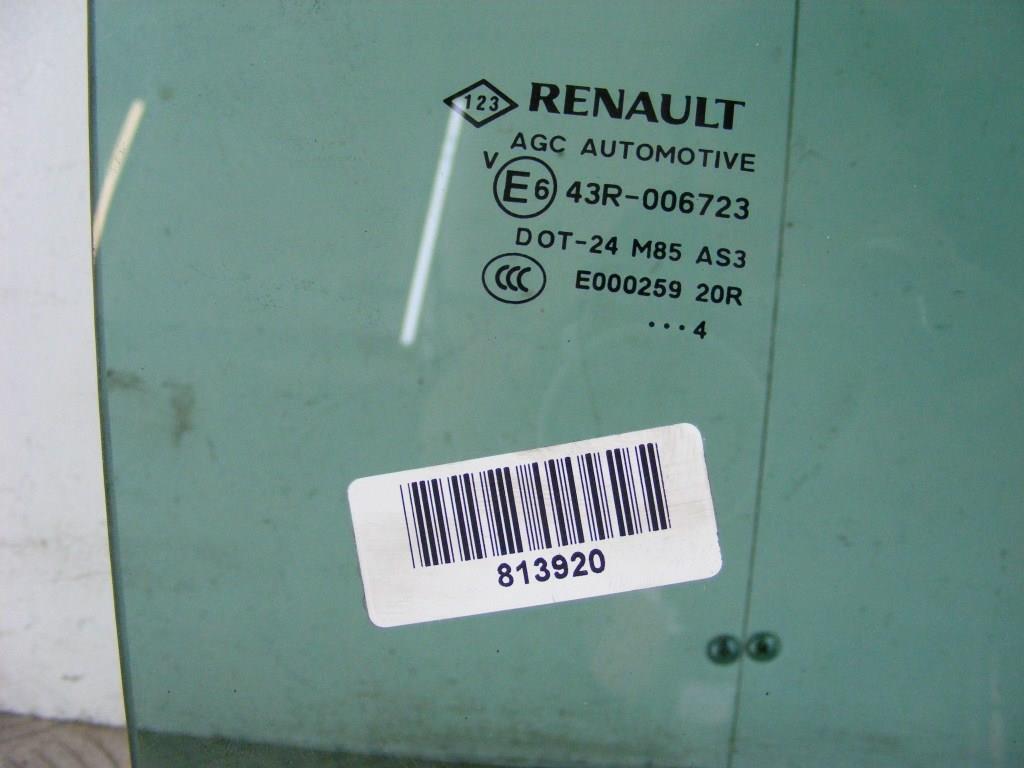 123 RENAULT
AGC AUTOMOTIVE
V E6 43R-006723
DOT-24 M85 AS3
CCC E000259 20R
...4
813920